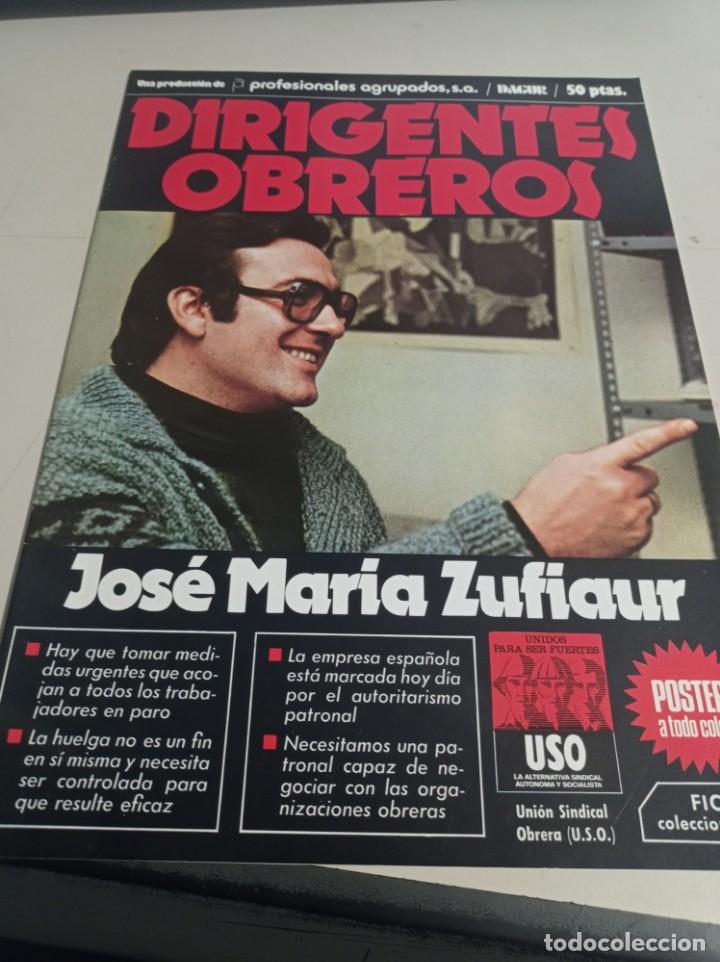 Una producción de profesionales agrupados, s.a. / DAGUR / 50 ptas.
DIRIGENTES
OBREROS
José Maria Zufiaur
Hay que tomar medi-
das urgentes que aco-
jan a todos los traba-
jadores en paro
La huelga no es un fin
en sí misma y necesita
ser controlada para
que resulte eficaz
La empresa española
está marcada hoy día
por el autoritarismo
patronal
Necesitamos una pa-
tronal capaz de ne-
gociar con las orga-
nizaciones obreras
UNIDOS
PARA SER FUERTES
USO
LA ALTERNATIVA SINDICAL
AUTONOMA Y SOCIALISTA
Unión Sindical
Obrera (U.S.O.)
POSTER
a todo colo
FIC
coleccion
todocoleccion